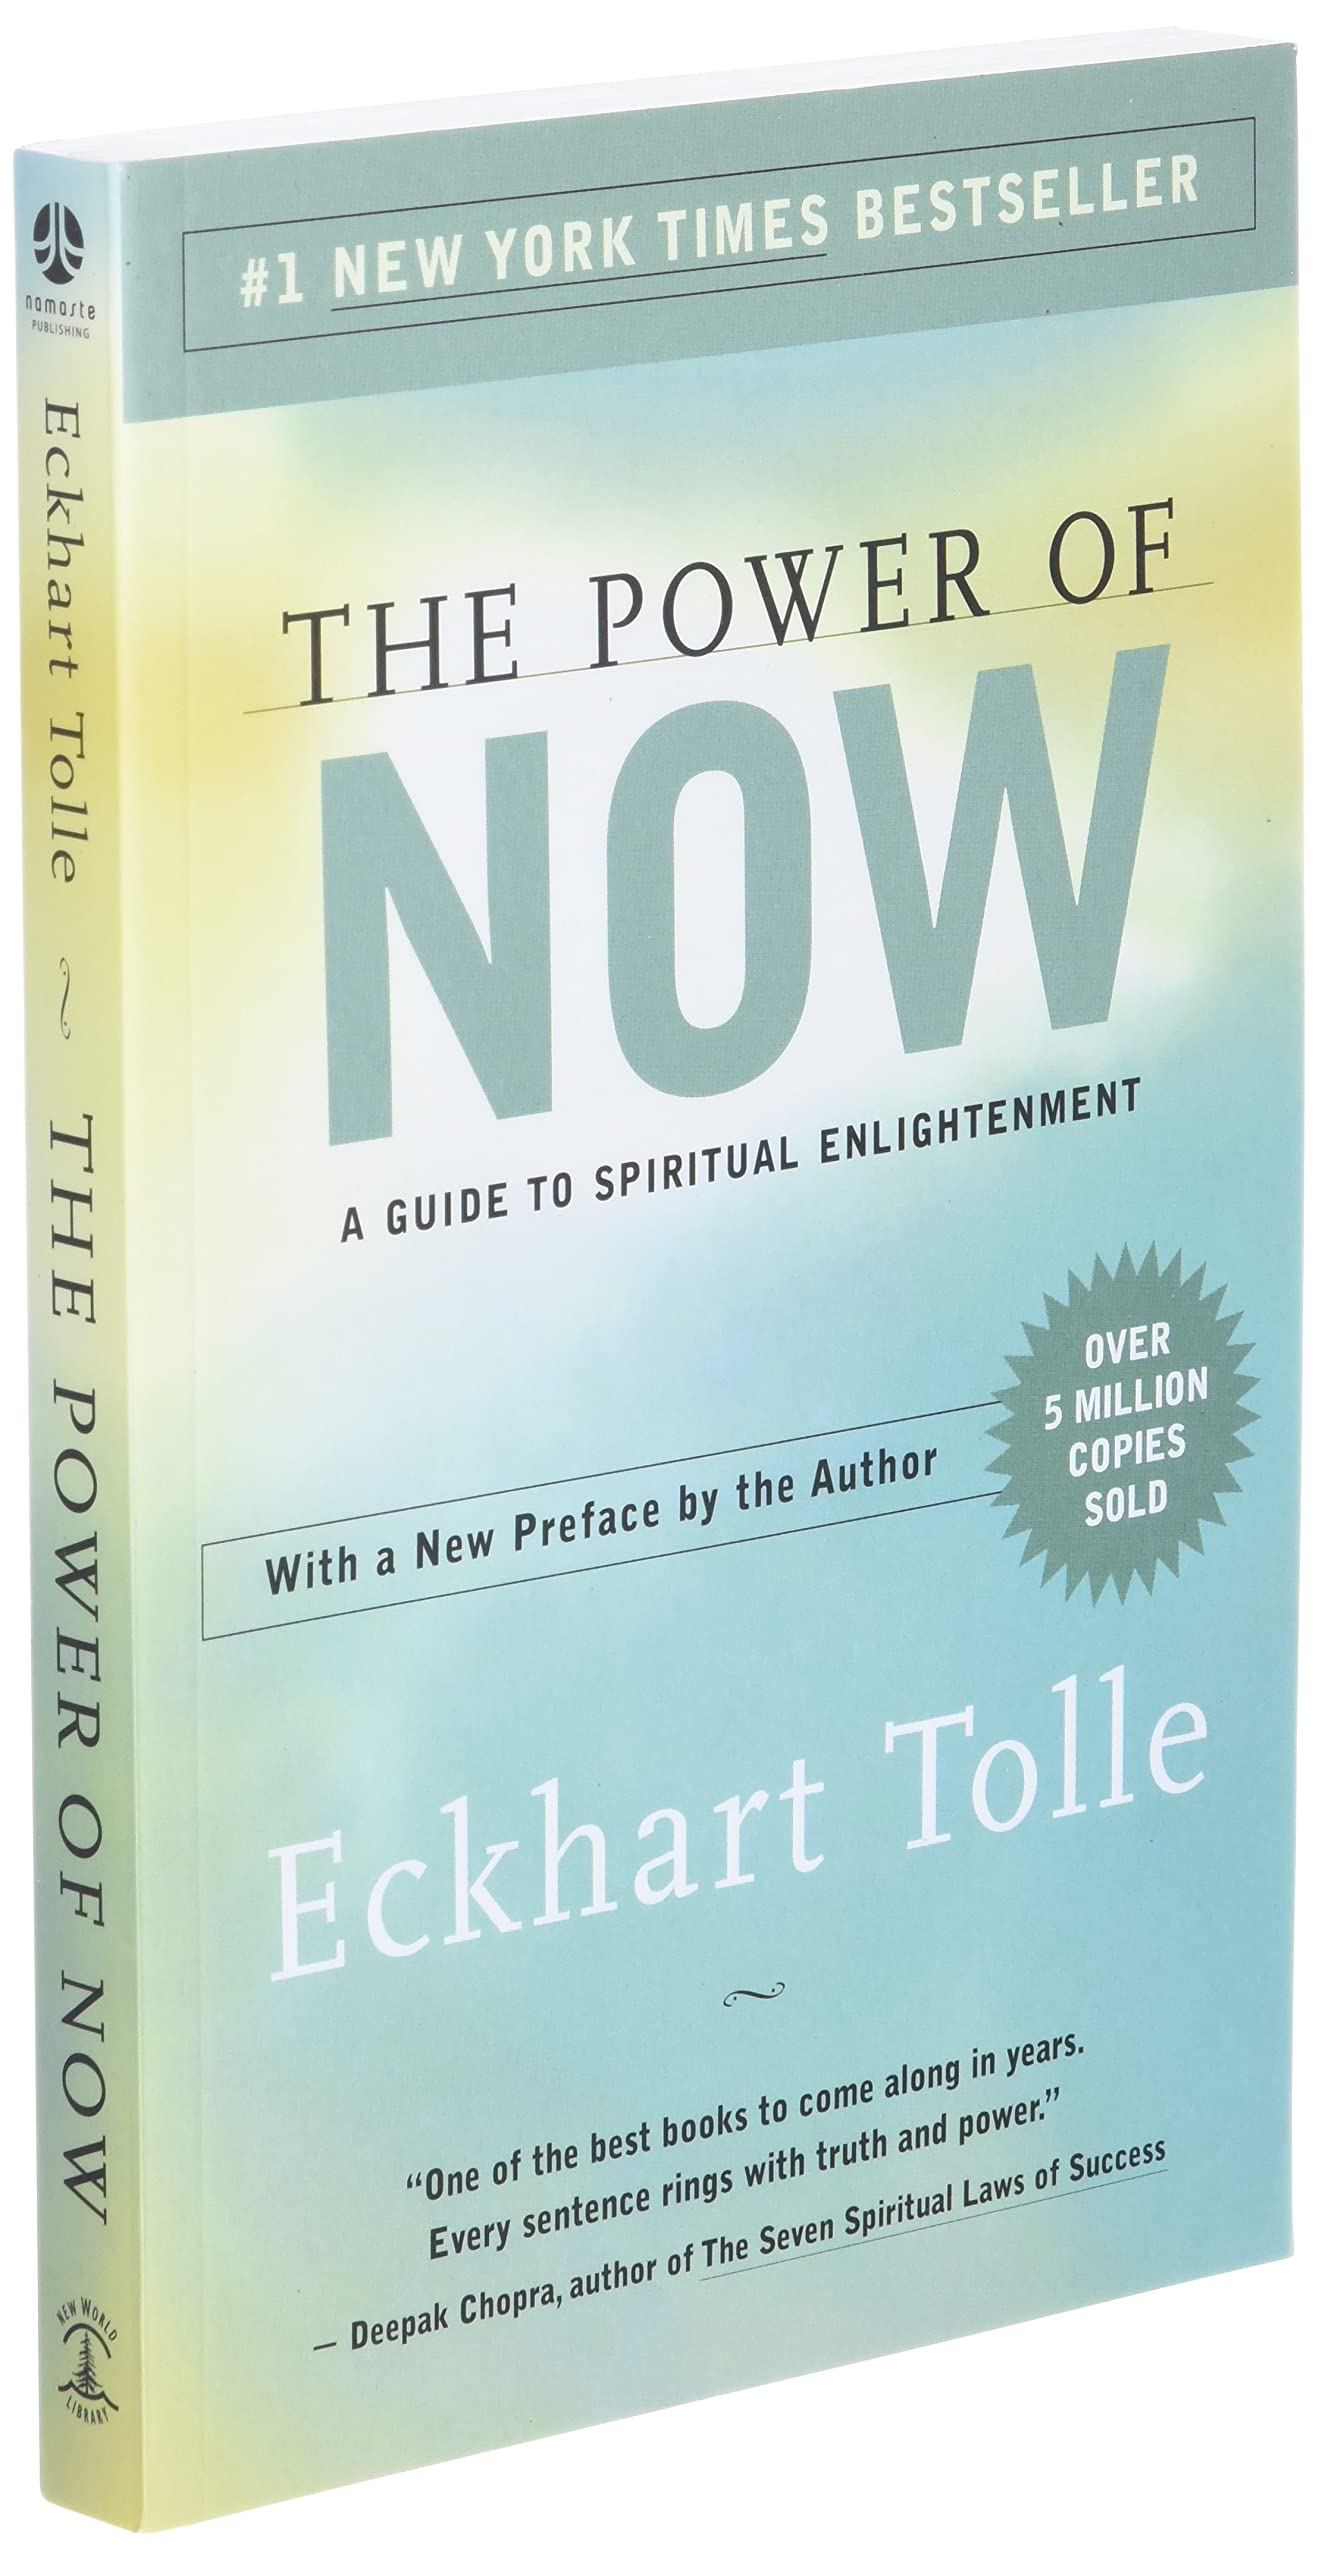 #1 NEW YORK TIMES BESTSELLER
THE POWER OF
NOW
A GUIDE TO SPIRITUAL ENLIGHTENMENT
OVER
5 MILLION
COPIES
SOLD
With a New Preface by the Author
Eckhart Tolle
“One of the best books to come along in years.
Every sentence rings with truth and power.”
— Deepak Chopra, author of The Seven Spiritual Laws of Success
namaste
PUBLISHING
Eckhart Tolle ~ THE POWER OF NOW
NEW WORLD
LIBRARY